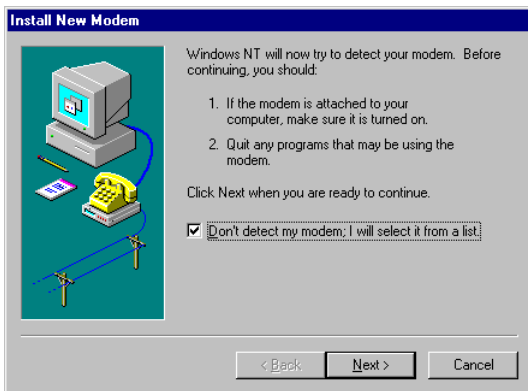 Install New Modem
Windows NT will now try to detect your modem. Before
continuing, you should:
1. If the modem is attached to your
computer, make sure it is turned on.
2. Quit any programs that may be using the
modem.
Click Next when you are ready to continue.
Don't detect my modem; I will select it from a list.
< Back
Next >
Cancel